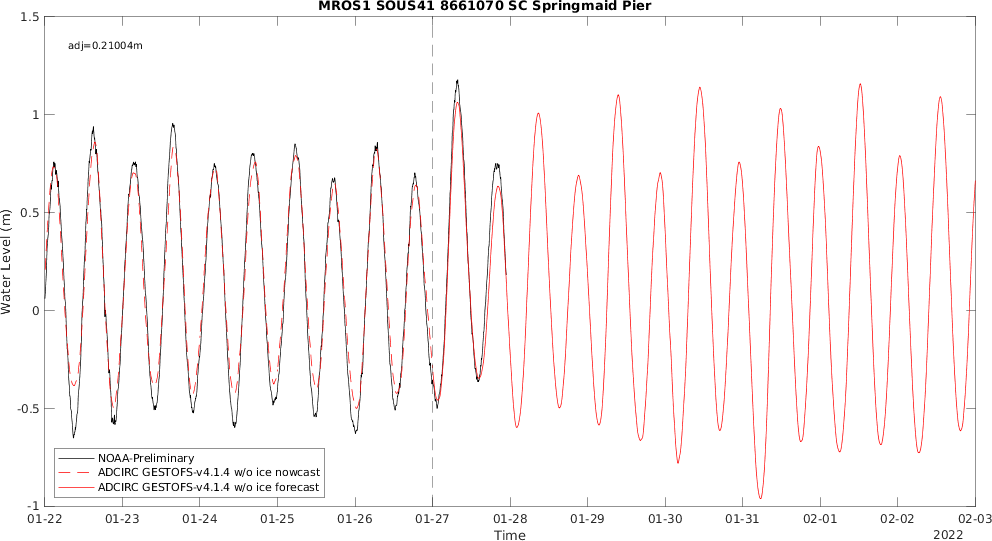 MROS1 SOUS41 8661070 SC Springmaid Pier
adj=0.21004m
1.5
1
0.5
0
-0.5
-1
Water Level (m)
NOAA-Preliminary
ADCIRC GESTOFS-v4.1.4 w/o ice nowcast
ADCIRC GESTOFS-v4.1.4 w/o ice forecast
01-22 01-23 01-24 01-25 01-26 01-27 01-28 01-29 01-30 01-31 02-01 02-02 02-03
Time
2022